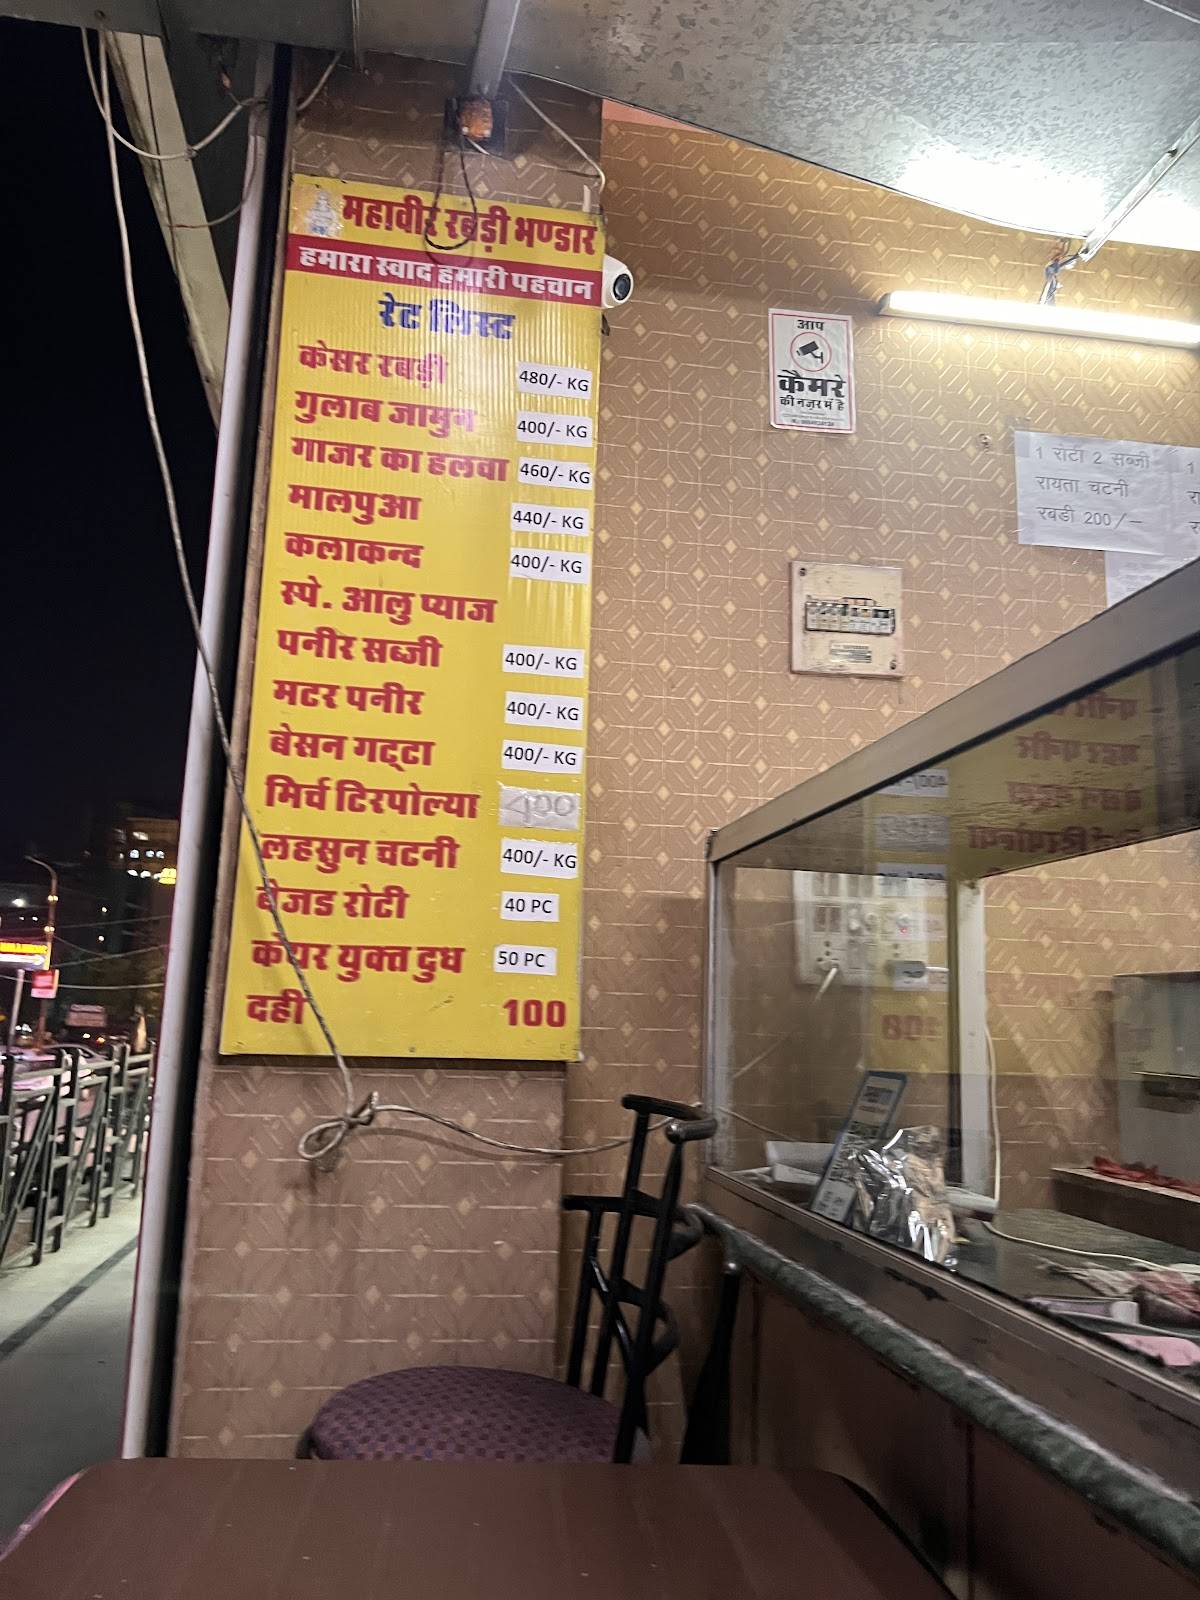 महावीर रबड़ी भण्डार
हमारा स्वाद हमारी पहचान
रेट लिस्ट
केसर रबड़ी 480/- KG
गुलाब जामुन 400/- KG
गाजर का हलवा 460/- KG
मालपुआ 440/- KG
कलाकन्द 400/- KG
स्पे. आलु प्याज
पनीर सब्जी 400/- KG
मटर पनीर 400/- KG
बेसन गट्टा 400/- KG
मिर्च टिरपोल्या 400
लहसुन चटनी 400/- KG
बेजड रोटी 40 PC
केसर युक्त दुध 50 PC
दही 100
आप
कैमरे
की नज़र में है
1 रोटी 2 सब्जी
रायता चटनी
रबडी 200/-